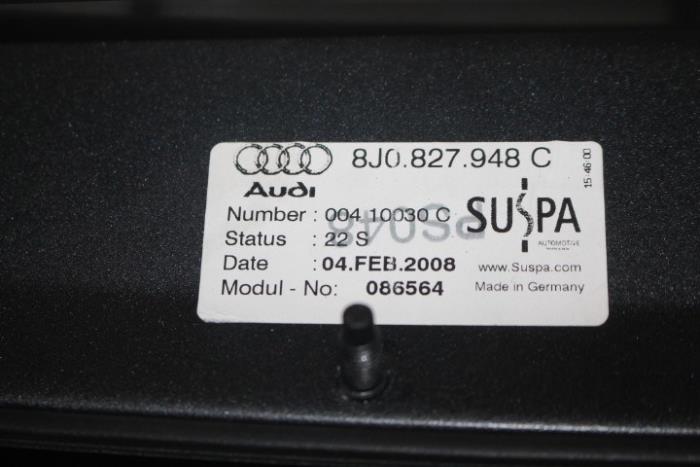 8J0.827.948 C
Audi
Number : 004 10030 C
Status : 22 S
Date : 04.FEB.2008
Modul - No: 086564
PS048
SUSPA
AUTOMOTIVE
www.Suspa.com
Made in Germany
15:46:00